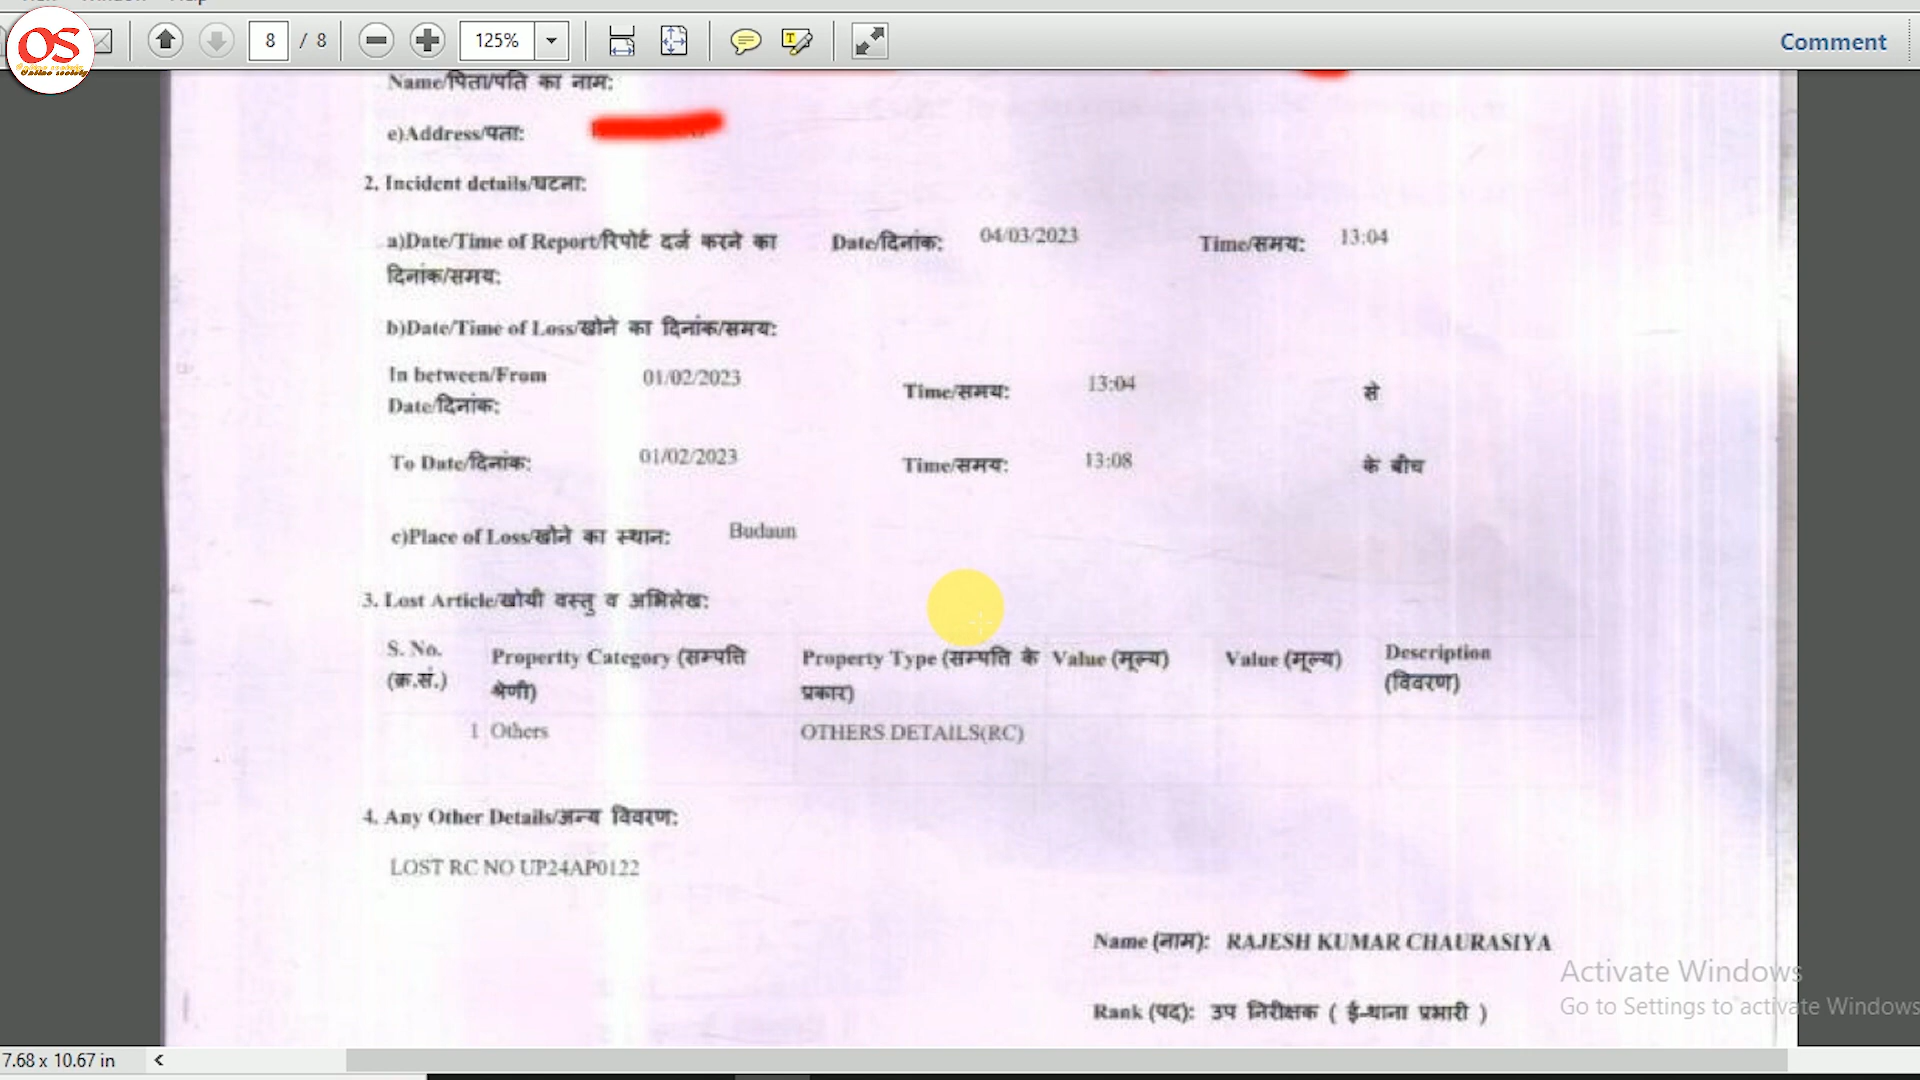 OS
Online society
8 / 8
125%
Comment
Name/पिता/पति का नाम:
e)Address/पता:
2. Incident details/घटना:
a)Date/Time of Report/रिपोर्ट दर्ज करने का दिनांक/समय:
Date/दिनांक: 04/03/2023 Time/समय: 13:04
b)Date/Time of Loss/खोने का दिनांक/समय:
In between/From Date/दिनांक: 01/02/2023 Time/समय: 13:04 से
To Date/दिनांक: 01/02/2023 Time/समय: 13:08 के बीच
c)Place of Loss/खोने का स्थान: Budaun
3. Lost Article/खोयी वस्तु व अभिलेख:
S. No. (क्र.सं.) Propertty Category (सम्पत्ति श्रेणी) Property Type (सम्पति के प्रकार) Value (मूल्य) Value (मूल्य) Description (विवरण)
1 Others OTHERS DETAILS(RC)
4. Any Other Details/अन्य विवरण:
LOST RC NO UP24AP0122
Name (नाम): RAJESH KUMAR CHAURASIYA
Rank (पद): उप निरीक्षक ( ई-थाना प्रभारी )
Activate Windows
Go to Settings to activate Windows
7.68 x 10.67 in